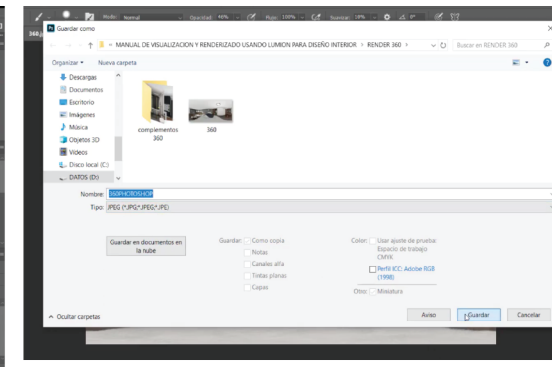 Modo: Normal
Opacidad: 46%
Flujo: 100%
Suavizar: 10%
0°
360.j
Guardar como
MANUAL DE VISUALIZACION Y RENDERIZADO USANDO LUMION PARA DISEÑO INTERIOR > RENDER 360 >
Buscar en RENDER 360
Organizar
Nueva carpeta
Descargas
Documentos
Escritorio
Imágenes
Música
Objetos 3D
Vídeos
Disco local (C:)
DATOS (D:)
complementos 360
360
Nombre: 360PHOTOSHOP
Tipo: JPEG (*.JPG;*.JPEG;*.JPE)
Guardar en documentos en
la nube
Guardar: Como copia
Notas
Canales alfa
Tintas planas
Capas
Color: Usar ajuste de prueba:
Espacio de trabajo
CMYK
Perfil ICC: Adobe RGB
(1998)
Otro: Miniatura
Ocultar carpetas
Aviso
Guardar
Cancelar